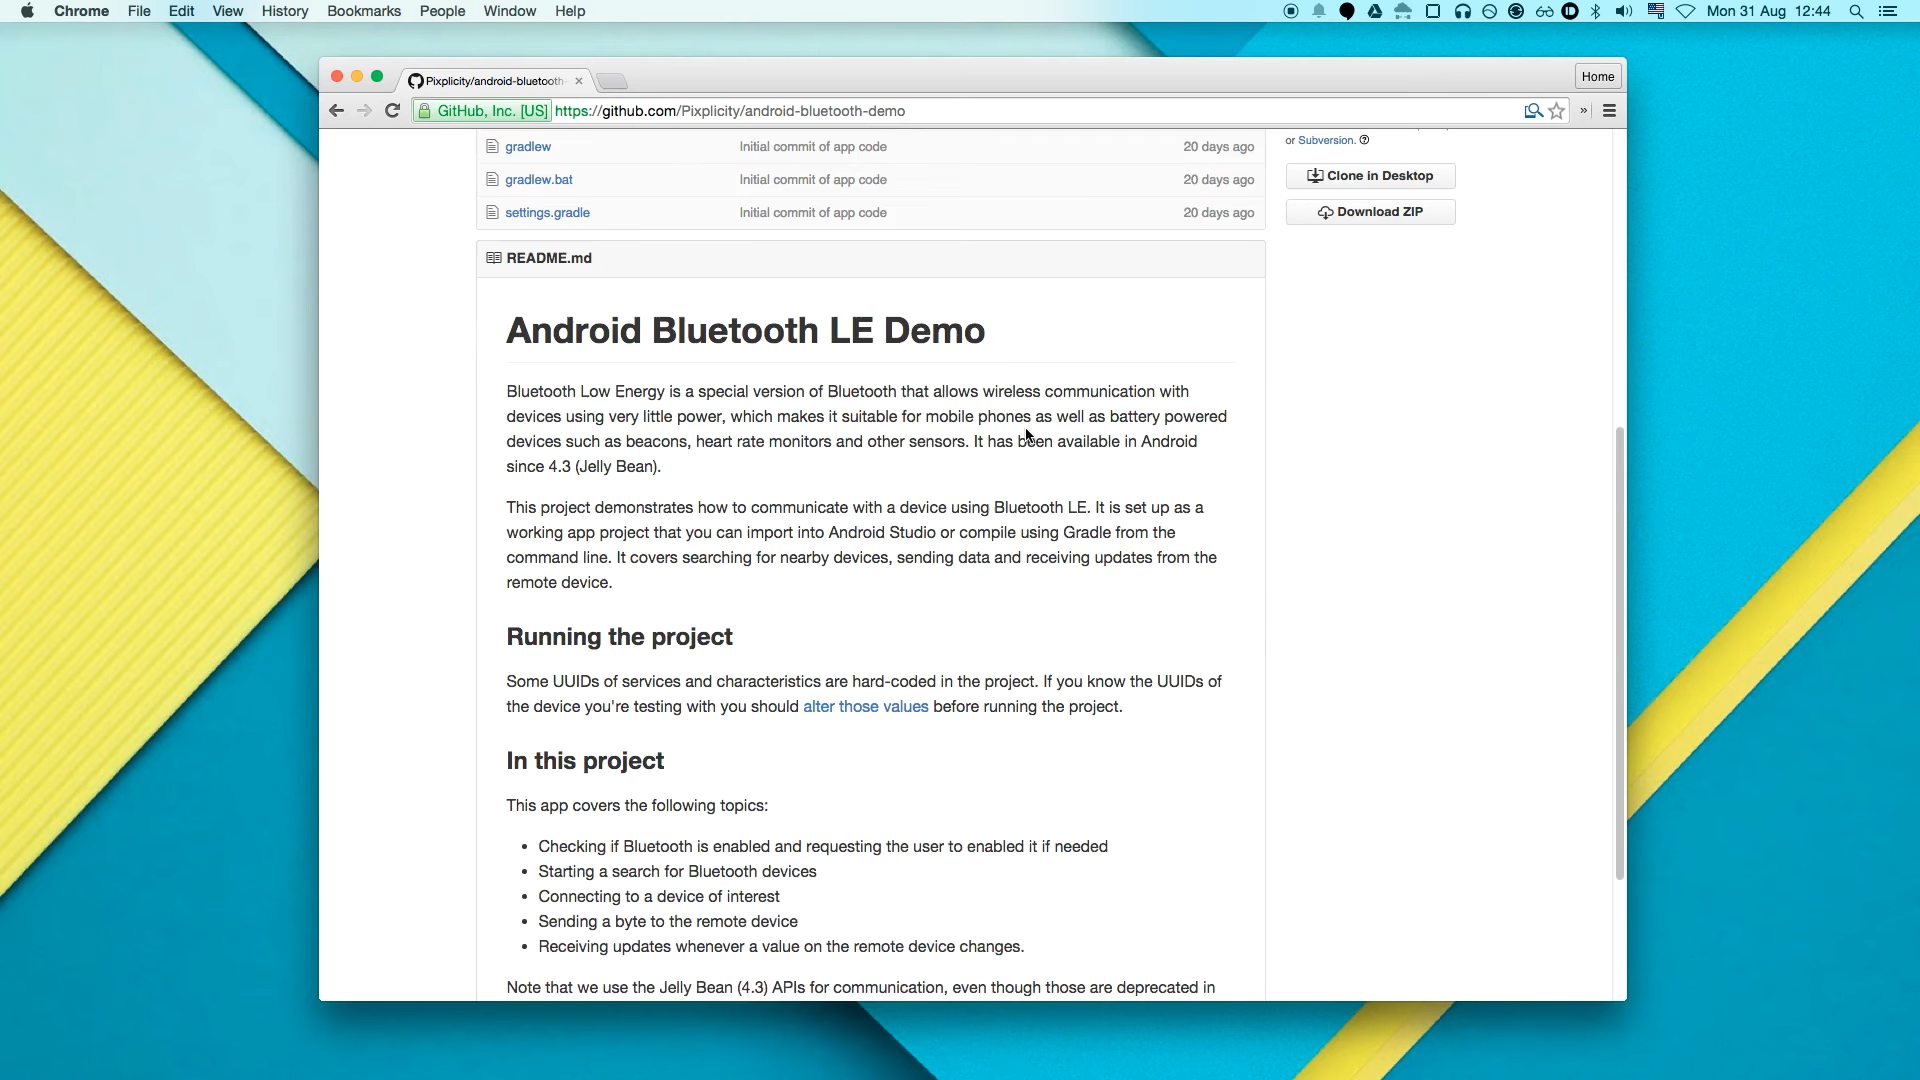 Chrome File Edit View History Bookmarks People Window Help Mon 31 Aug 12:44
Pixplicity/android-bluetooth- Home
GitHub, Inc. [US] https://github.com/Pixplicity/android-bluetooth-demo »
or Subversion.
gradlew Initial commit of app code 20 days ago
Clone in Desktop
gradlew.bat Initial commit of app code 20 days ago
settings.gradle Initial commit of app code 20 days ago
Download ZIP
README.md
Android Bluetooth LE Demo
Bluetooth Low Energy is a special version of Bluetooth that allows wireless communication with
devices using very little power, which makes it suitable for mobile phones as well as battery powered
devices such as beacons, heart rate monitors and other sensors. It has been available in Android
since 4.3 (Jelly Bean).
This project demonstrates how to communicate with a device using Bluetooth LE. It is set up as a
working app project that you can import into Android Studio or compile using Gradle from the
command line. It covers searching for nearby devices, sending data and receiving updates from the
remote device.
Running the project
Some UUIDs of services and characteristics are hard-coded in the project. If you know the UUIDs of
the device you're testing with you should alter those values before running the project.
In this project
This app covers the following topics:
• Checking if Bluetooth is enabled and requesting the user to enabled it if needed
• Starting a search for Bluetooth devices
• Connecting to a device of interest
• Sending a byte to the remote device
• Receiving updates whenever a value on the remote device changes.
Note that we use the Jelly Bean (4.3) APIs for communication, even though those are deprecated in